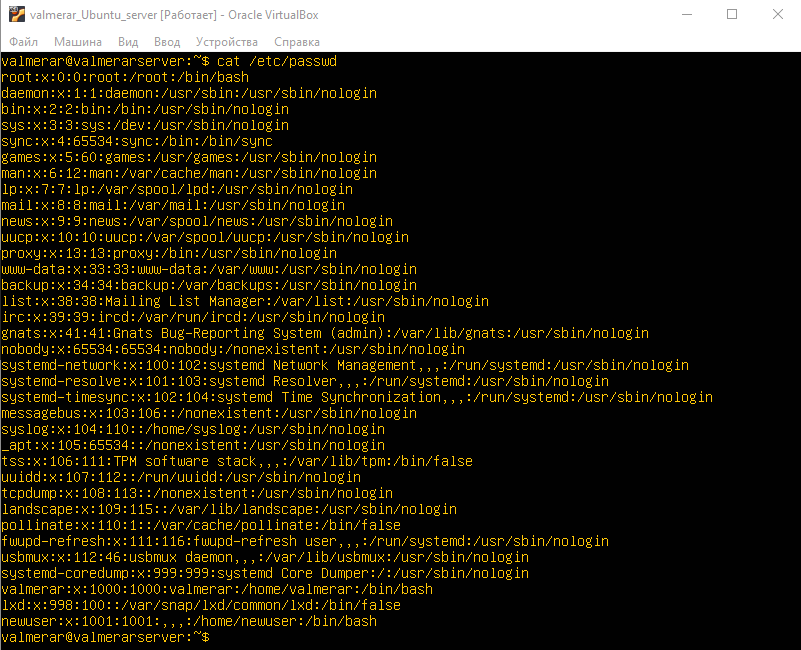 valmerar_Ubuntu_server [Работает] - Oracle VirtualBox
Файл Машина Вид Ввод Устройства Справка
valmerar@valmerarserver:~$ cat /etc/passwd
root:x:0:0:root:/root:/bin/bash
daemon:x:1:1:daemon:/usr/sbin:/usr/sbin/nologin
bin:x:2:2:bin:/bin:/usr/sbin/nologin
sys:x:3:3:sys:/dev:/usr/sbin/nologin
sync:x:4:65534:sync:/bin:/bin/sync
games:x:5:60:games:/usr/games:/usr/sbin/nologin
man:x:6:12:man:/var/cache/man:/usr/sbin/nologin
lp:x:7:7:lp:/var/spool/lpd:/usr/sbin/nologin
mail:x:8:8:mail:/var/mail:/usr/sbin/nologin
news:x:9:9:news:/var/spool/news:/usr/sbin/nologin
uucp:x:10:10:uucp:/var/spool/uucp:/usr/sbin/nologin
proxy:x:13:13:proxy:/bin:/usr/sbin/nologin
www-data:x:33:33:www-data:/var/www:/usr/sbin/nologin
backup:x:34:34:backup:/var/backups:/usr/sbin/nologin
list:x:38:38:Mailing List Manager:/var/list:/usr/sbin/nologin
irc:x:39:39:ircd:/var/run/ircd:/usr/sbin/nologin
gnats:x:41:41:Gnats Bug-Reporting System (admin):/var/lib/gnats:/usr/sbin/nologin
nobody:x:65534:65534:nobody:/nonexistent:/usr/sbin/nologin
systemd-network:x:100:102:systemd Network Management,,,:/run/systemd:/usr/sbin/nologin
systemd-resolve:x:101:103:systemd Resolver,,,:/run/systemd:/usr/sbin/nologin
systemd-timesync:x:102:104:systemd Time Synchronization,,,:/run/systemd:/usr/sbin/nologin
messagebus:x:103:106::/nonexistent:/usr/sbin/nologin
syslog:x:104:110::/home/syslog:/usr/sbin/nologin
_apt:x:105:65534::/nonexistent:/usr/sbin/nologin
tss:x:106:111:TPM software stack,,,:/var/lib/tpm:/bin/false
uuidd:x:107:112::/run/uuidd:/usr/sbin/nologin
tcpdump:x:108:113::/nonexistent:/usr/sbin/nologin
landscape:x:109:115::/var/lib/landscape:/usr/sbin/nologin
pollinate:x:110:1::/var/cache/pollinate:/bin/false
fwupd-refresh:x:111:116:fwupd-refresh user,,,:/run/systemd:/usr/sbin/nologin
usbmux:x:112:46:usbmux daemon,,,:/var/lib/usbmux:/usr/sbin/nologin
systemd-coredump:x:999:999:systemd Core Dumper:/:/usr/sbin/nologin
valmerar:x:1000:1000:valmerar:/home/valmerar:/bin/bash
lxd:x:998:100::/var/snap/lxd/common/lxd:/bin/false
newuser:x:1001:1001:,,,:/home/newuser:/bin/bash
valmerar@valmerarserver:~$